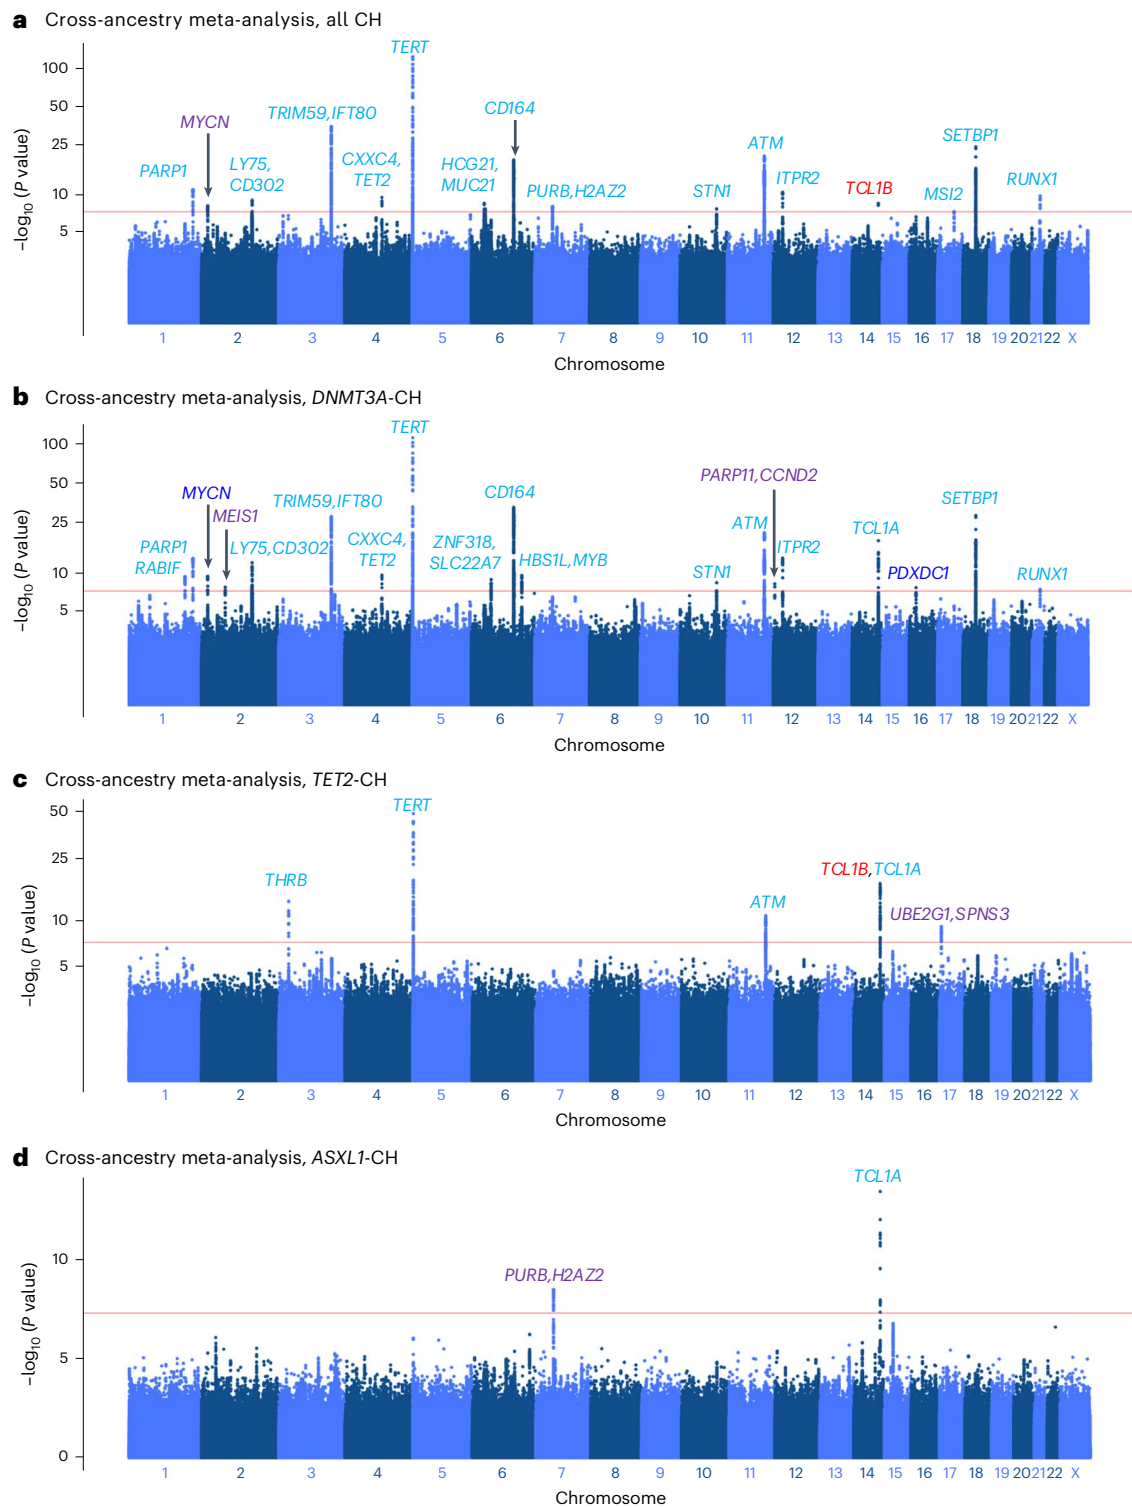 a Cross-ancestry meta-analysis, all CH
TERT
100
50
25
10
5
−log10 (P value)
MYCN
TRIM59,IFT80
CD164
PARP1
LY75,
CD302
CXXC4,
TET2
HCG21,
MUC21
PURB,H2AZ2
STN1
ATM
ITPR2
TCL1B
MSI2
SETBP1
RUNX1
1 2 3 4 5 6 7 8 9 10 11 12 13 14 15 16 17 18 19 20 21 22 X
Chromosome
b Cross-ancestry meta-analysis, DNMT3A-CH
TERT
100
50
25
10
5
−log10 (P value)
PARP11,CCND2
MYCN
MEIS1
TRIM59,IFT80
CD164
SETBP1
PARP1
RABIF
LY75,CD302
CXXC4,
TET2
ZNF318,
SLC22A7
HBS1L,MYB
STN1
ATM
ITPR2
TCL1A
PDXDC1
RUNX1
1 2 3 4 5 6 7 8 9 10 11 12 13 14 15 16 17 18 19 20 21 22 X
Chromosome
c Cross-ancestry meta-analysis, TET2-CH
TERT
50
25
10
5
−log10 (P value)
THRB
ATM
TCL1B,TCL1A
UBE2G1,SPNS3
1 2 3 4 5 6 7 8 9 10 11 12 13 14 15 16 17 18 19 20 21 22 X
Chromosome
d Cross-ancestry meta-analysis, ASXL1-CH
TCL1A
10
5
0
−log10 (P value)
PURB,H2AZ2
1 2 3 4 5 6 7 8 9 10 11 12 13 14 15 16 17 18 19 20 21 22 X
Chromosome